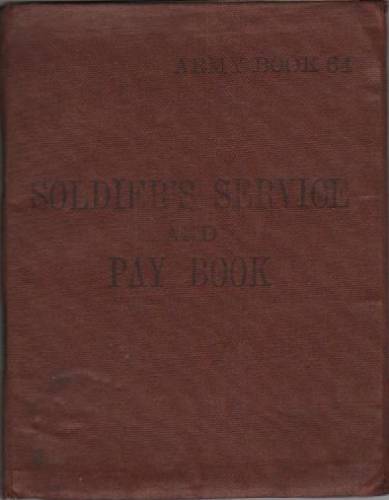 ARMY BOOK 64
SOLDIER'S SERVICE
AND
PAY BOOK